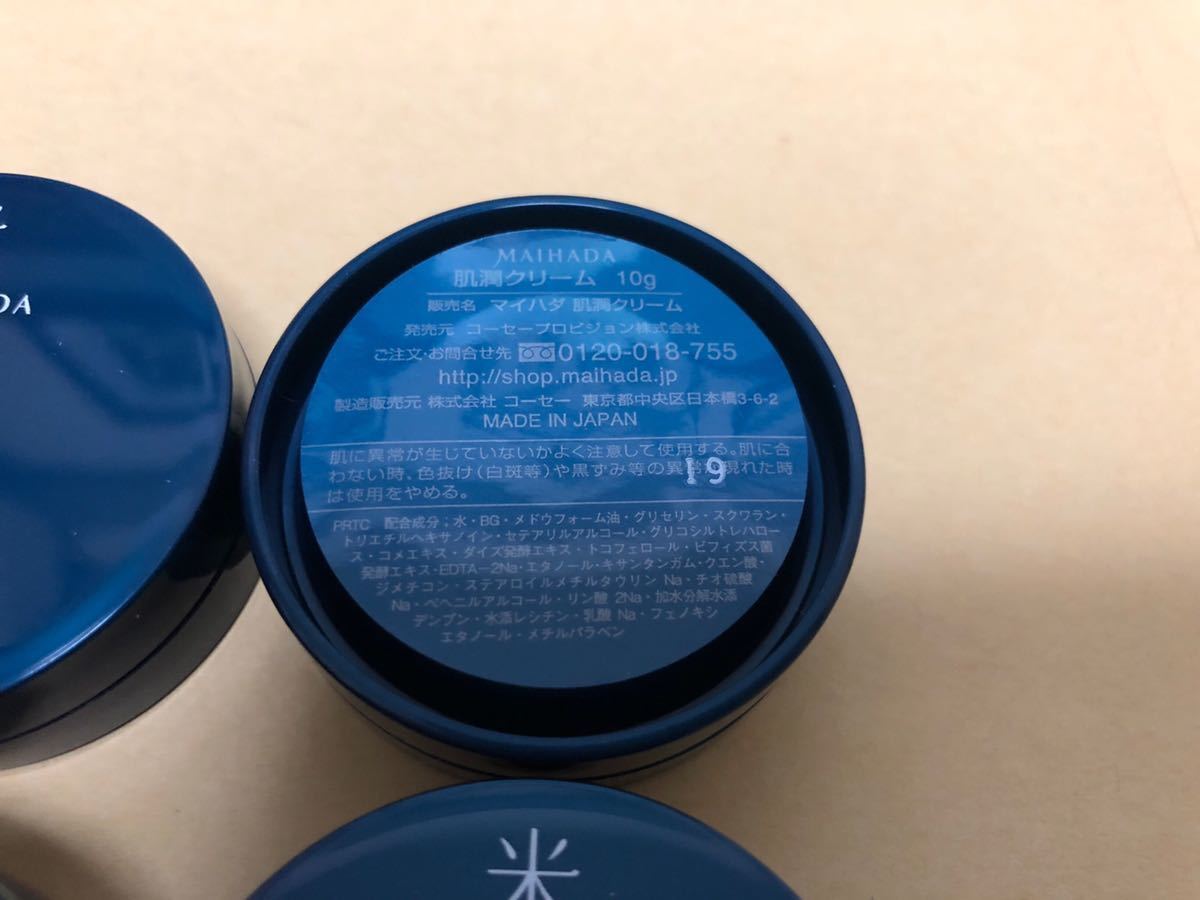 MAIHADA
肌潤クリーム 10g
販売名 マイハダ 肌潤クリーム
発売元 コーセープロビジョン株式会社
ご注文・お問合せ先 0120-018-755
http://shop.maihada.jp
製造販売元 株式会社 コーセー 東京都中央区日本橋3-6-2
MADE IN JAPAN
肌に異常が生じていないかよく注意して使用する。肌に合
わない時、色抜け(白斑等)や黒ずみ等の異常が現れた時
は使用をやめる。
19
PRTC 配合成分;水・BG・メドウフォーム油・グリセリン・スクワラン・
トリエチルヘキサノイン・セテアリルアルコール・グリコシルトレハロー
ス・コメエキス・ダイズ発酵エキス・トコフェロール・ビフィズス菌
発酵エキス・EDTA-2Na・エタノール・キサンタンガム・クエン酸・
ジメチコン・ステアロイルメチルタウリン Na・チオ硫酸
Na・ベヘニルアルコール・リン酸 2Na・加水分解水添
デンプン・水添レシチン・乳酸 Na・フェノキシ
エタノール・メチルパラベン
DA
米